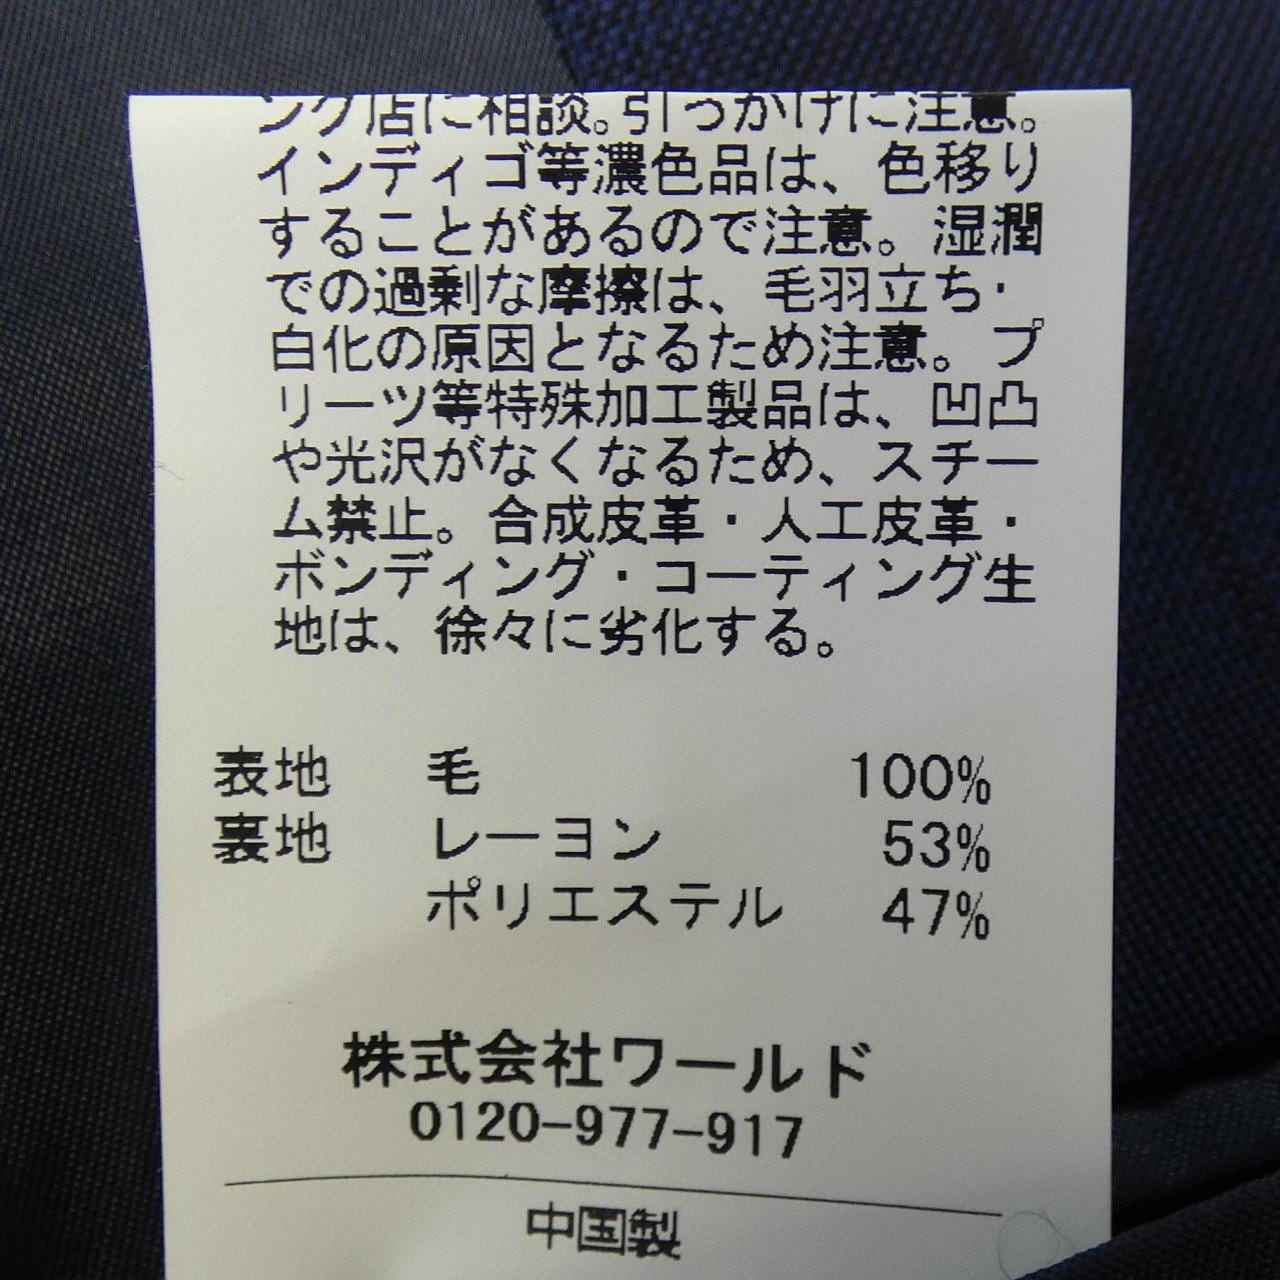 ング店に相談。引っかけに注意。
インディゴ等濃色品は、色移り
することがあるので注意。湿潤
での過剰な摩擦は、毛羽立ち・
白化の原因となるため注意。プ
リーツ等特殊加工製品は、凹凸
や光沢がなくなるため、スチー
ム禁止。合成皮革・人工皮革・
ボンディング・コーティング生
地は、徐々に劣化する。
表地 毛 100%
裏地 レーヨン 53%
ポリエステル 47%
株式会社ワールド
0120-977-917
中国製